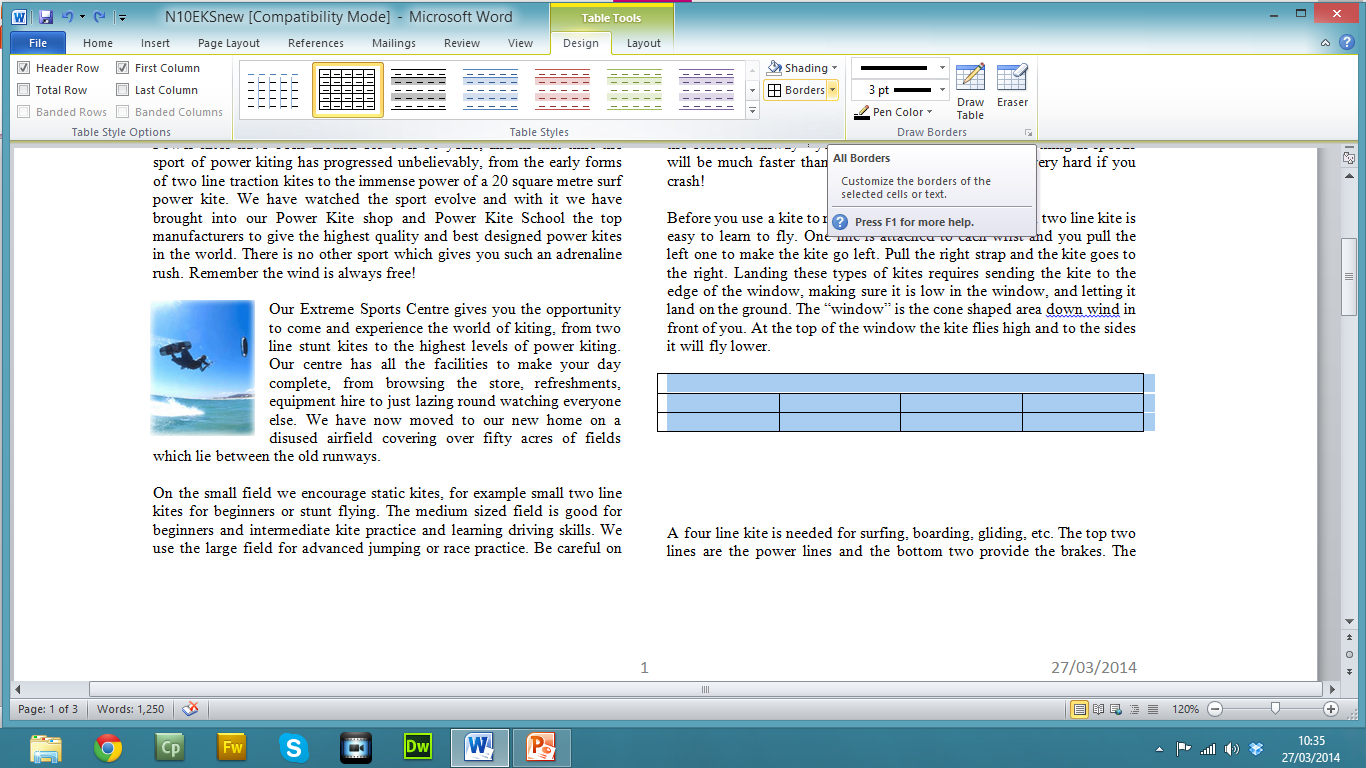 N10EKSnew [Compatibility Mode] - Microsoft Word
Table Tools
File
Home
Insert
Page Layout
References
Mailings
Review
View
Design
Layout
Header Row
First Column
Total Row
Last Column
Banded Rows
Banded Columns
Table Style Options
Table Styles
Shading
Borders
3 pt
Pen Color
Draw Table
Eraser
Draw Borders
All Borders
Customize the borders of the
selected cells or text.
Press F1 for more help.
sport of power kiting has progressed unbelievably, from the early forms
of two line traction kites to the immense power of a 20 square metre surf
power kite. We have watched the sport evolve and with it we have
brought into our Power Kite shop and Power Kite School the top
manufacturers to give the highest quality and best designed power kites
in the world. There is no other sport which gives you such an adrenaline
rush. Remember the wind is always free!
Our Extreme Sports Centre gives you the opportunity
to come and experience the world of kiting, from two
line stunt kites to the highest levels of power kiting.
Our centre has all the facilities to make your day
complete, from browsing the store, refreshments,
equipment hire to just lazing round watching everyone
else. We have now moved to our new home on a
disused airfield covering over fifty acres of fields
which lie between the old runways.
On the small field we encourage static kites, for example small two line
kites for beginners or stunt flying. The medium sized field is good for
beginners and intermediate kite practice and learning driving skills. We
use the large field for advanced jumping or race practice. Be careful on
will be much faster than very hard if you
crash!
Before you use a kite to two line kite is
easy to learn to fly. One line is attached to each wrist and you pull the
left one to make the kite go left. Pull the right strap and the kite goes to
the right. Landing these types of kites requires sending the kite to the
edge of the window, making sure it is low in the window, and letting it
land on the ground. The “window” is the cone shaped area down wind in
front of you. At the top of the window the kite flies high and to the sides
it will fly lower.
A four line kite is needed for surfing, boarding, gliding, etc. The top two
lines are the power lines and the bottom two provide the brakes. The
1
27/03/2014
Page: 1 of 3
Words: 1,250
120%
Cp
Fw
Dw
10:35
27/03/2014